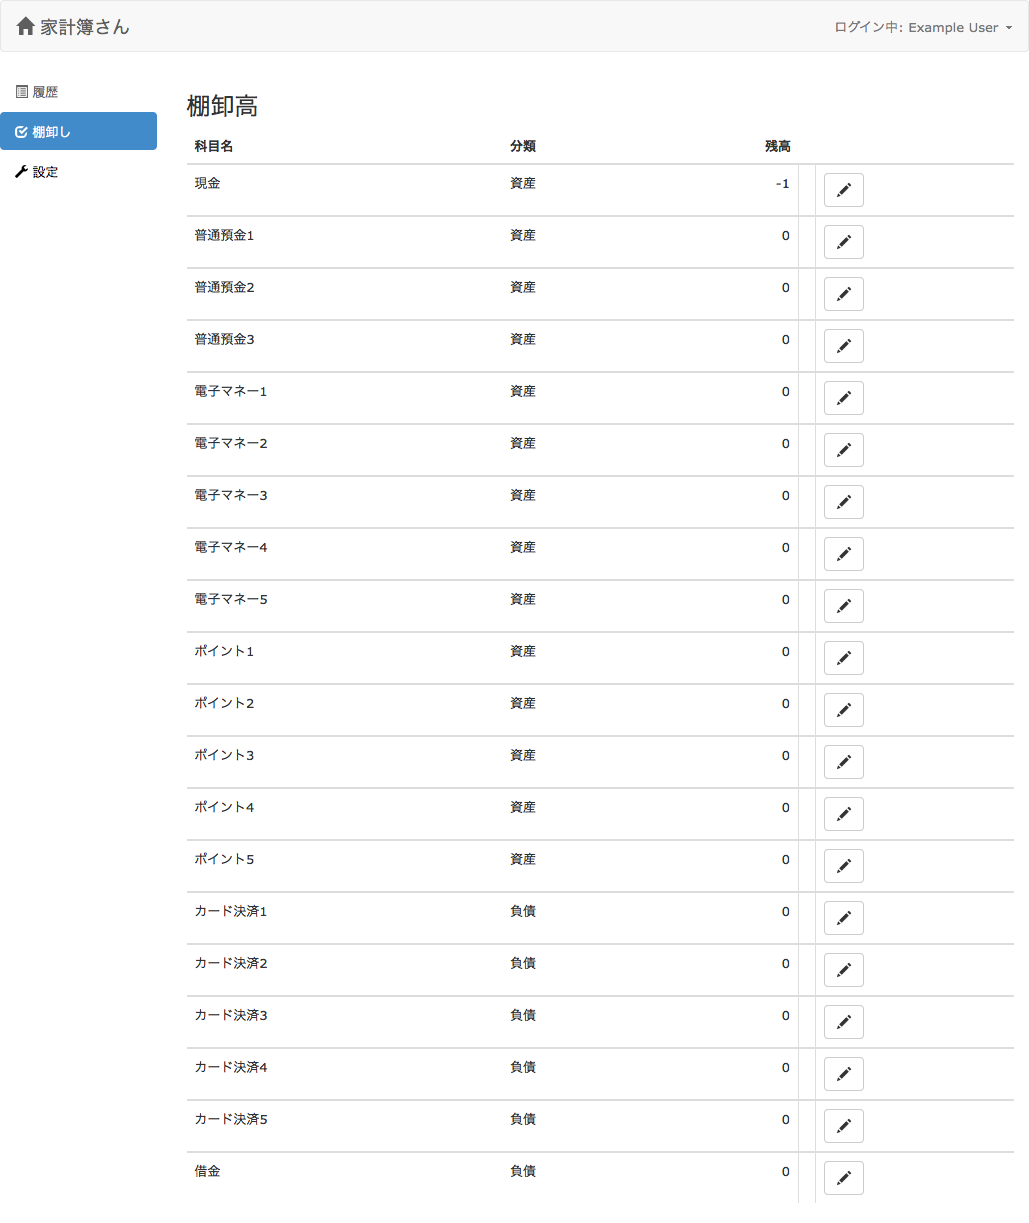 家計簿さん ログイン中: Example User
履歴
棚卸し
設定
棚卸高
科目名 分類 残高
現金 資産 -1
普通預金1 資産 0
普通預金2 資産 0
普通預金3 資産 0
電子マネー1 資産 0
電子マネー2 資産 0
電子マネー3 資産 0
電子マネー4 資産 0
電子マネー5 資産 0
ポイント1 資産 0
ポイント2 資産 0
ポイント3 資産 0
ポイント4 資産 0
ポイント5 資産 0
カード決済1 負債 0
カード決済2 負債 0
カード決済3 負債 0
カード決済4 負債 0
カード決済5 負債 0
借金 負債 0